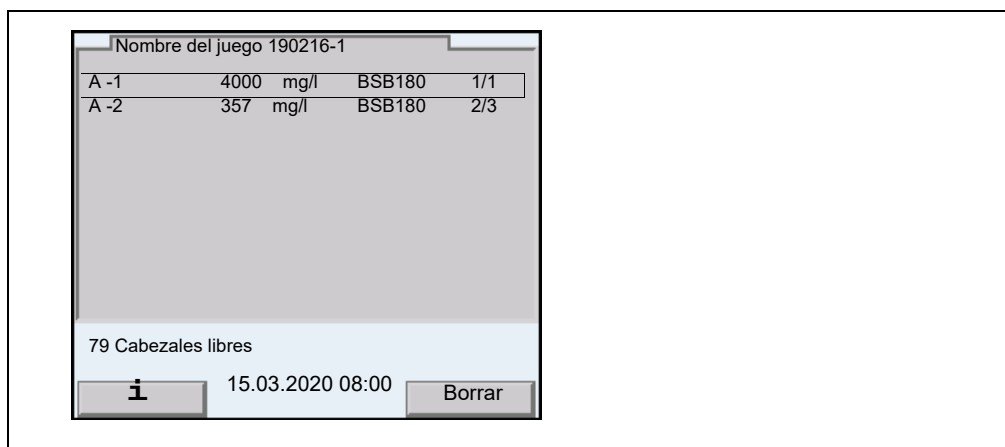 Nombre del juego 190216-1
A -1 4000 mg/l BSB180 1/1
A -2 357 mg/l BSB180 2/3
79 Cabezales libres
i 15.03.2020 08:00 Borrar